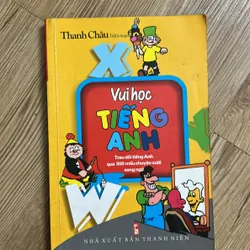 Thanh Châu biên soạn
X
Vui học
TIẾNG
ANH
Trau dồi tiếng Anh
qua 300 mẩu chuyện cười
song ngữ
W
NHÀ XUẤT BẢN THANH NIÊN